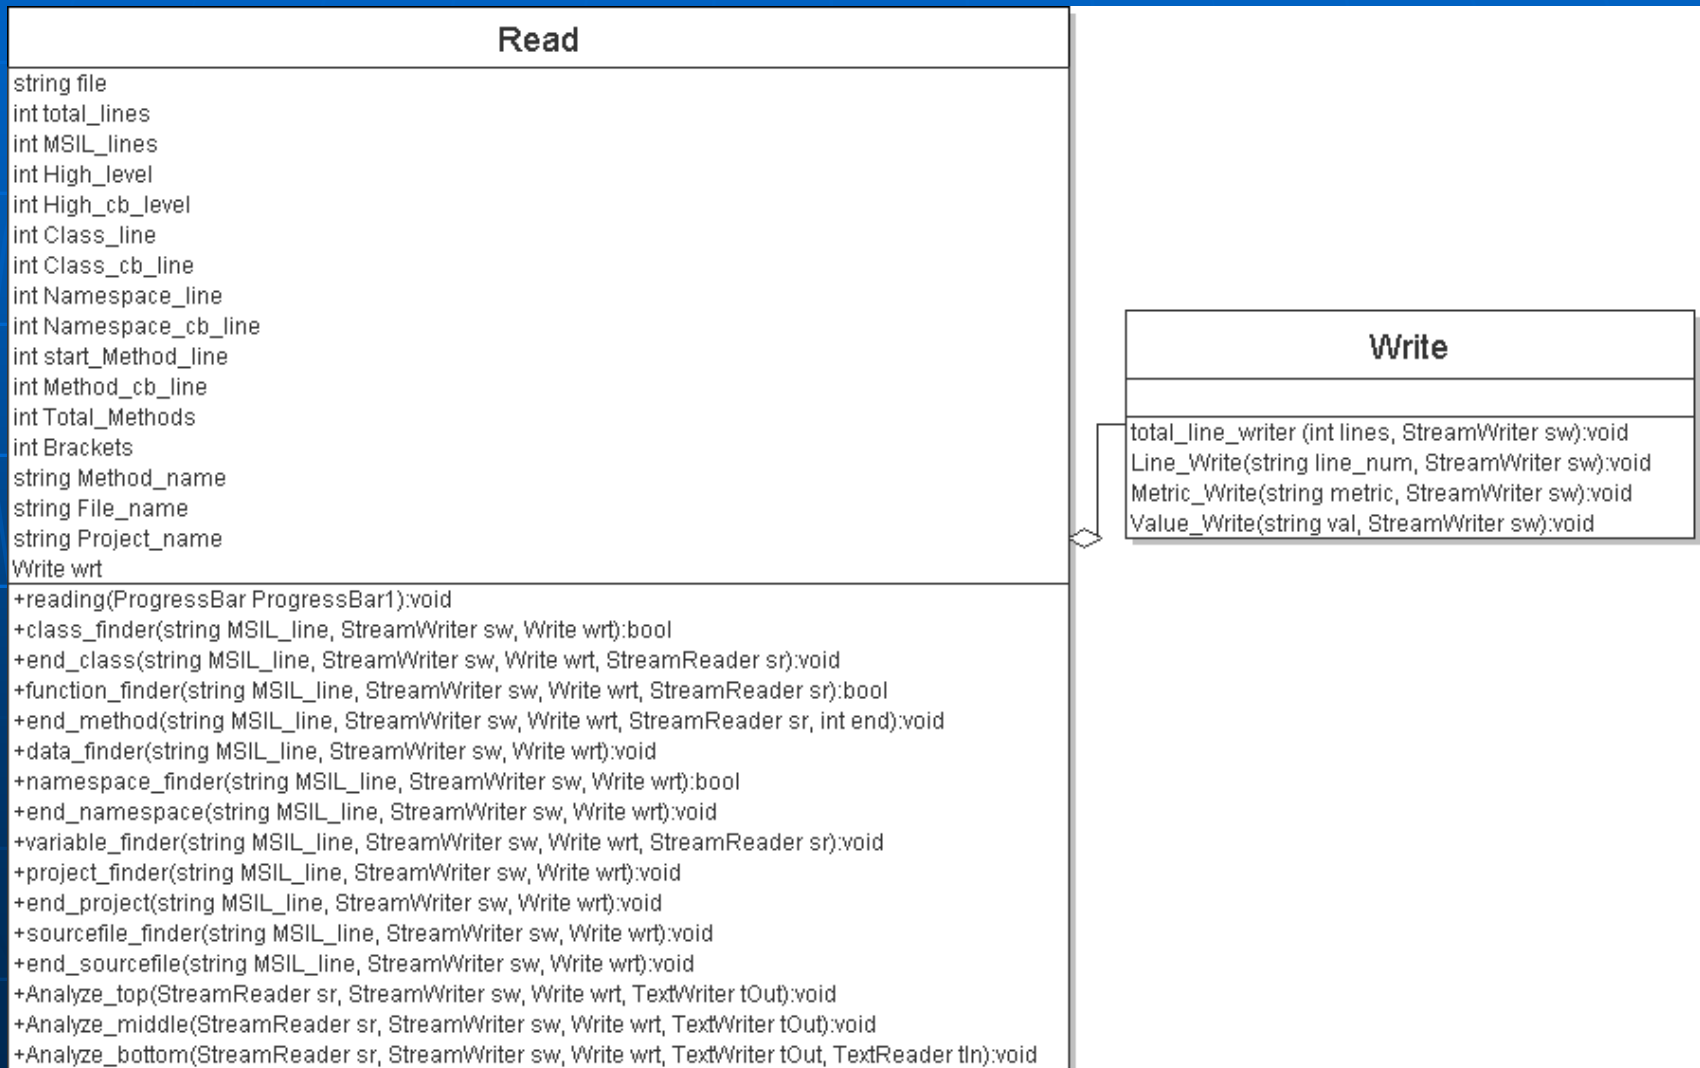 Read
string file
int total_lines
int MSIL_lines
int High_level
int High_cb_level
int Class_line
int Class_cb_line
int Namespace_line
int Namespace_cb_line
int start_Method_line
int Method_cb_line
int Total_Methods
int Brackets
string Method_name
string File_name
string Project_name
Write wrt
+reading(ProgressBar ProgressBar1):void
+class_finder(string MSIL_line, StreamWriter sw, Write wrt):bool
+end_class(string MSIL_line, StreamWriter sw, Write wrt, StreamReader sr):void
+function_finder(string MSIL_line, StreamWriter sw, Write wrt, StreamReader sr):bool
+end_method(string MSIL_line, StreamWriter sw, Write wrt, StreamReader sr, int end):void
+data_finder(string MSIL_line, StreamWriter sw, Write wrt):void
+namespace_finder(string MSIL_line, StreamWriter sw, Write wrt):bool
+end_namespace(string MSIL_line, StreamWriter sw, Write wrt):void
+variable_finder(string MSIL_line, StreamWriter sw, Write wrt, StreamReader sr):void
+project_finder(string MSIL_line, StreamWriter sw, Write wrt):void
+end_project(string MSIL_line, StreamWriter sw, Write wrt):void
+sourcefile_finder(string MSIL_line, StreamWriter sw, Write wrt):void
+end_sourcefile(string MSIL_line, StreamWriter sw, Write wrt):void
+Analyze_top(StreamReader sr, StreamWriter sw, Write wrt, TextWriter tOut):void
+Analyze_middle(StreamReader sr, StreamWriter sw, Write wrt, TextWriter tOut):void
+Analyze_bottom(StreamReader sr, StreamWriter sw, Write wrt, TextWriter tOut, TextReader tIn):void
Write
total_line_writer (int lines, StreamWriter sw):void
Line_Write(string line_num, StreamWriter sw):void
Metric_Write(string metric, StreamWriter sw):void
Value_Write(string val, StreamWriter sw):void